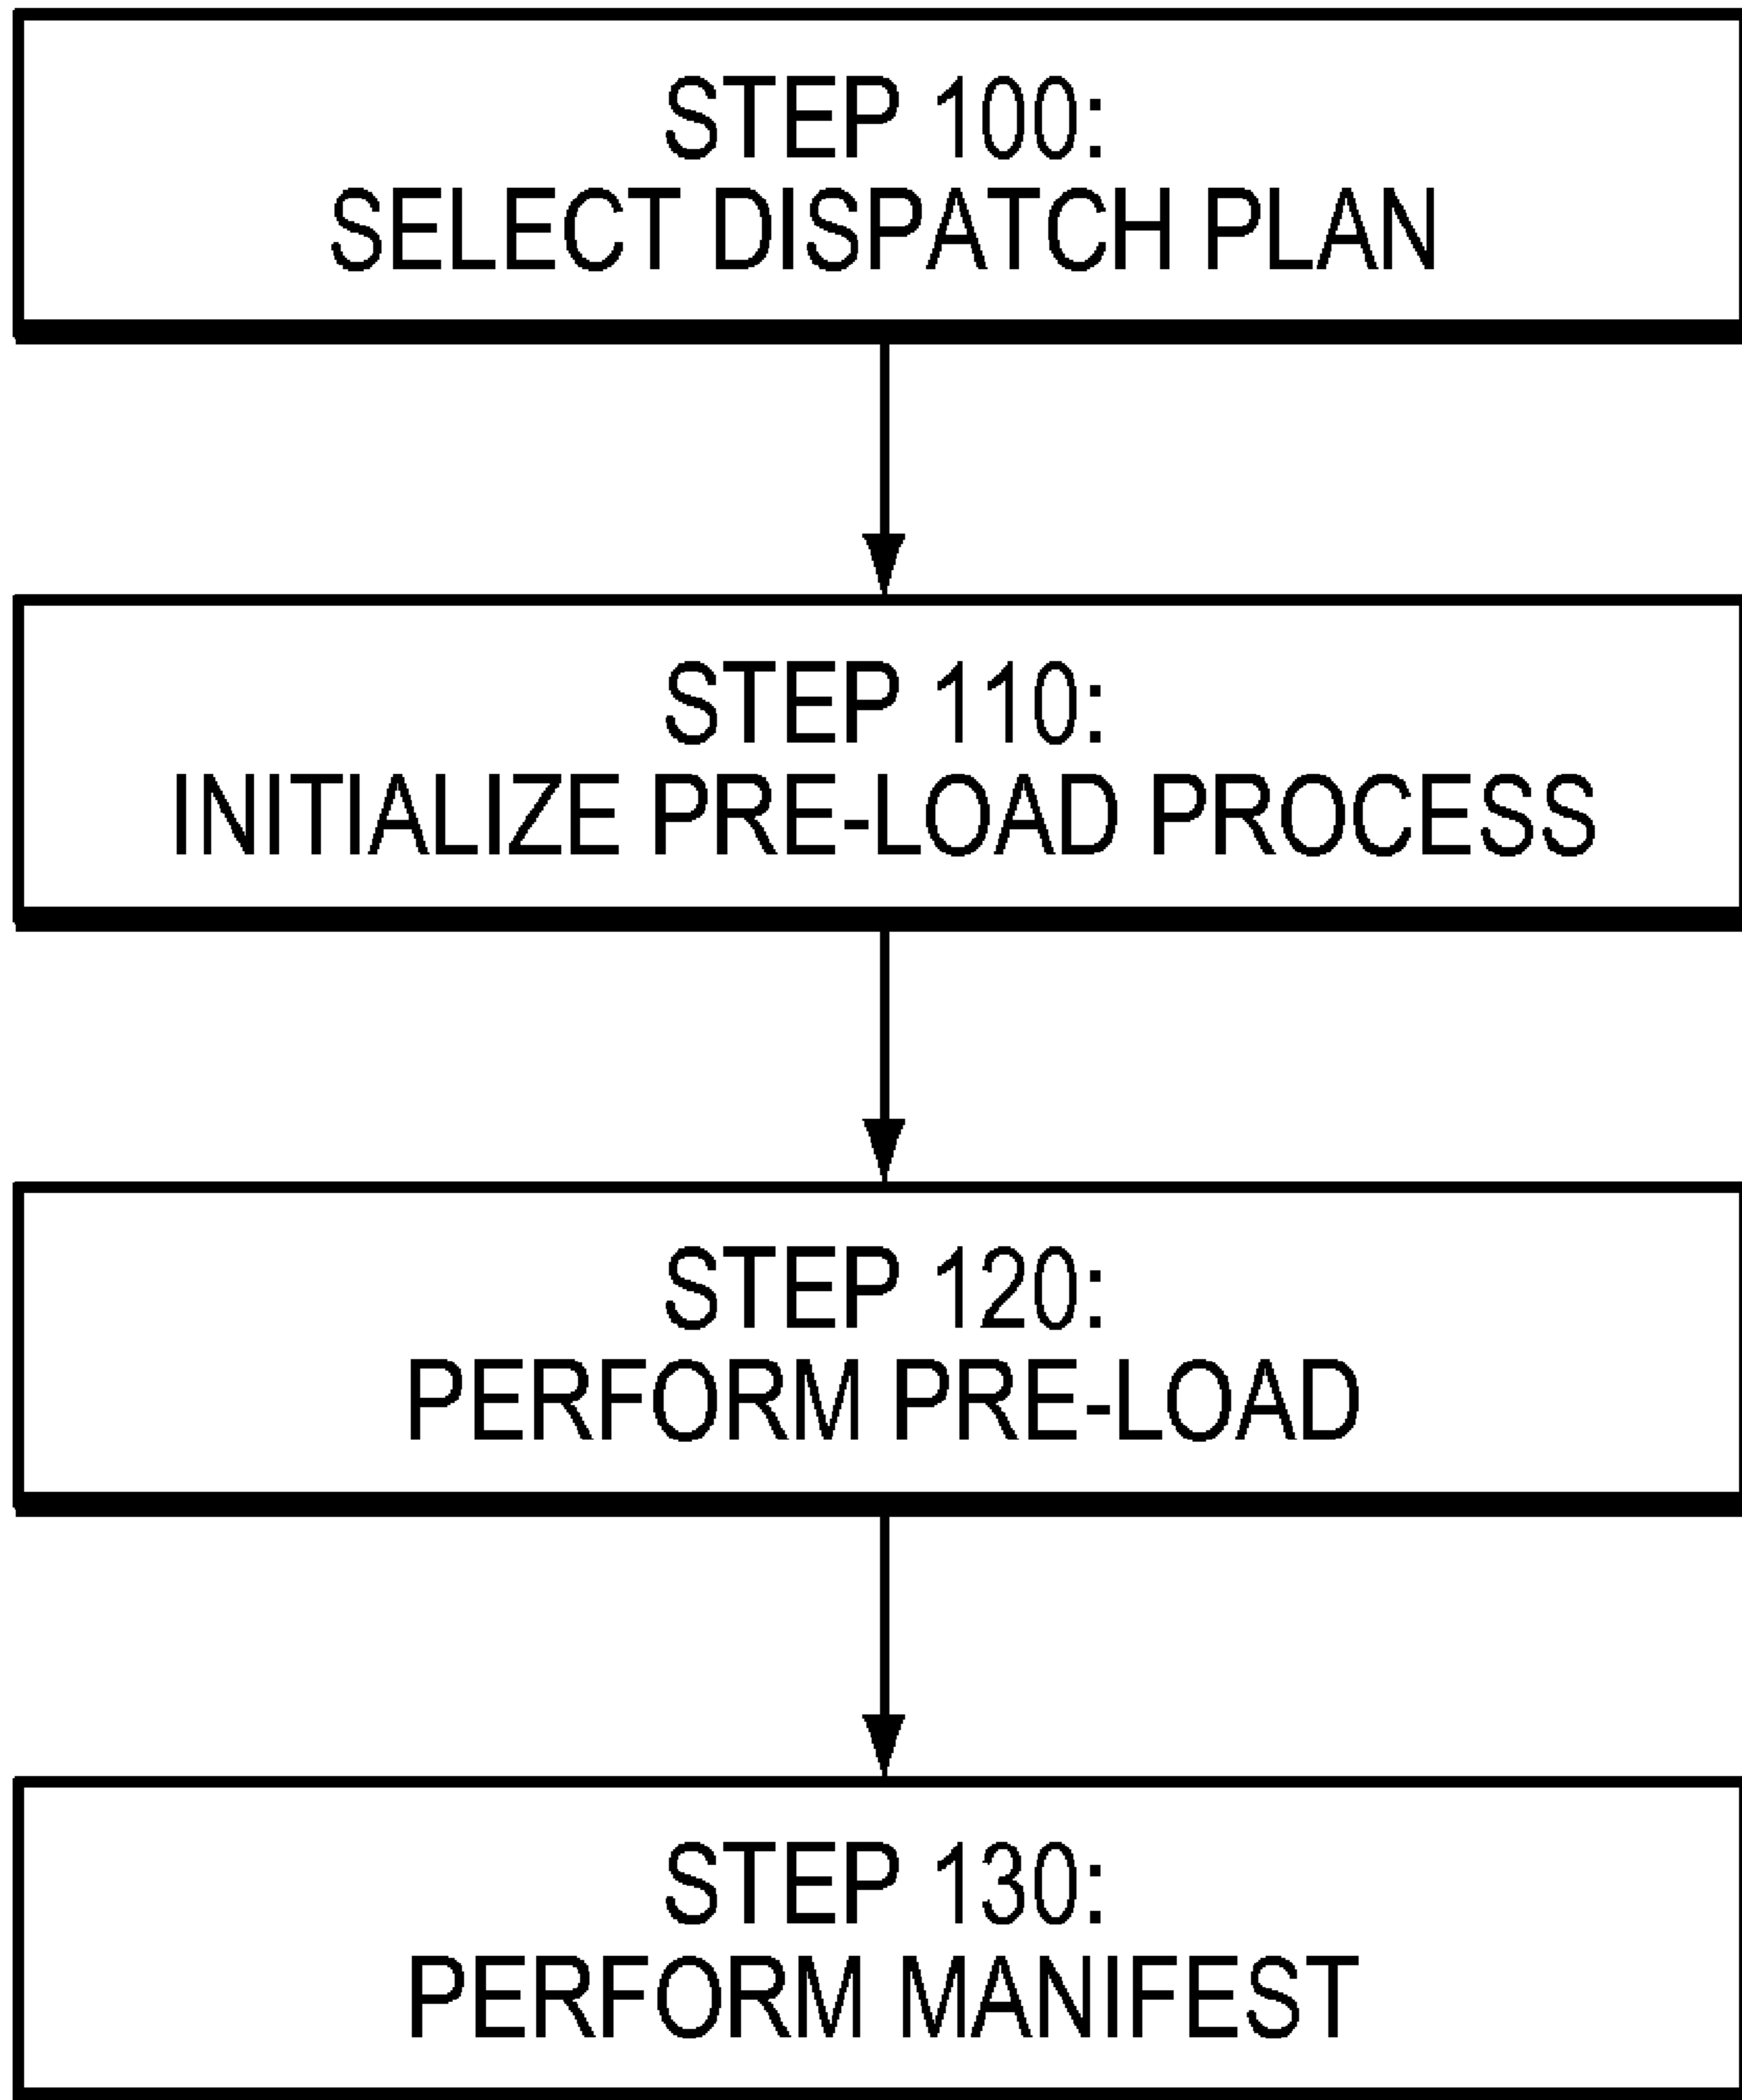 STEP 100:
SELECT DISPATCH PLAN
STEP 110:
INITIALIZE PRE-LOAD PROCESS
STEP 120:
PERFORM PRE-LOAD
STEP 130:
PERFORM MANIFEST